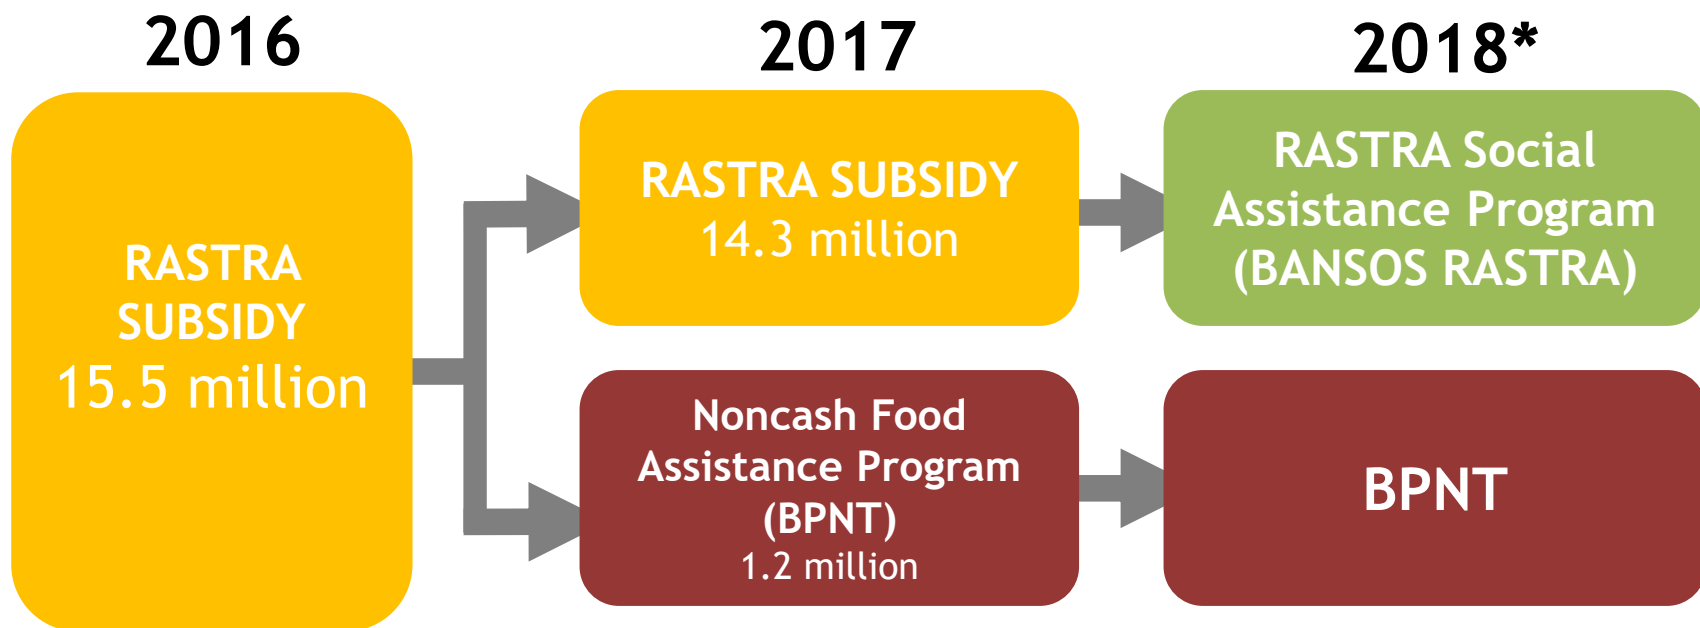 2016
2017
2018*
RASTRA
SUBSIDY
15.5 million
RASTRA SUBSIDY
14.3 million
RASTRA Social
Assistance Program
(BANSOS RASTRA)
Noncash Food
Assistance Program
(BPNT)
1.2 million
BPNT